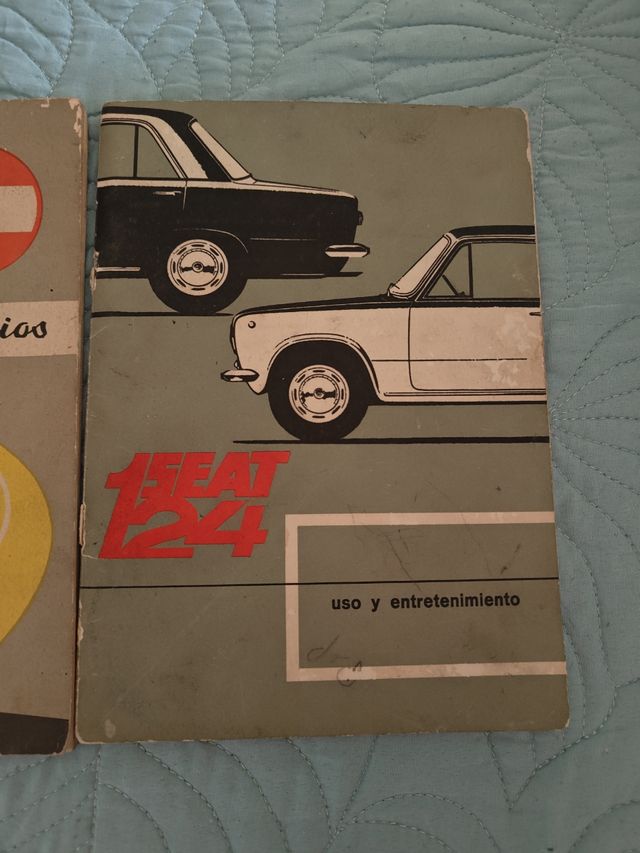 ios
SEAT
124
uso y entretenimiento